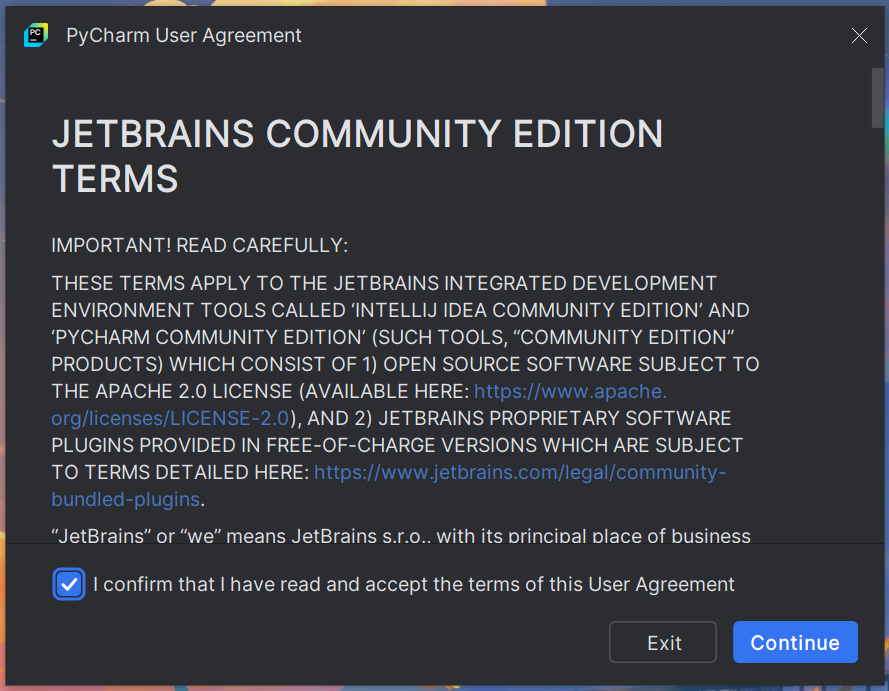 PC
PyCharm User Agreement
JETBRAINS COMMUNITY EDITION
TERMS
IMPORTANT! READ CAREFULLY:
THESE TERMS APPLY TO THE JETBRAINS INTEGRATED DEVELOPMENT
ENVIRONMENT TOOLS CALLED ‘INTELLIJ IDEA COMMUNITY EDITION’ AND
‘PYCHARM COMMUNITY EDITION’ (SUCH TOOLS, “COMMUNITY EDITION”
PRODUCTS) WHICH CONSIST OF 1) OPEN SOURCE SOFTWARE SUBJECT TO
THE APACHE 2.0 LICENSE (AVAILABLE HERE: https://www.apache.
org/licenses/LICENSE-2.0), AND 2) JETBRAINS PROPRIETARY SOFTWARE
PLUGINS PROVIDED IN FREE-OF-CHARGE VERSIONS WHICH ARE SUBJECT
TO TERMS DETAILED HERE: https://www.jetbrains.com/legal/community-
bundled-plugins.
“JetBrains” or “we” means JetBrains s.r.o., with its principal place of business
I confirm that I have read and accept the terms of this User Agreement
Exit
Continue